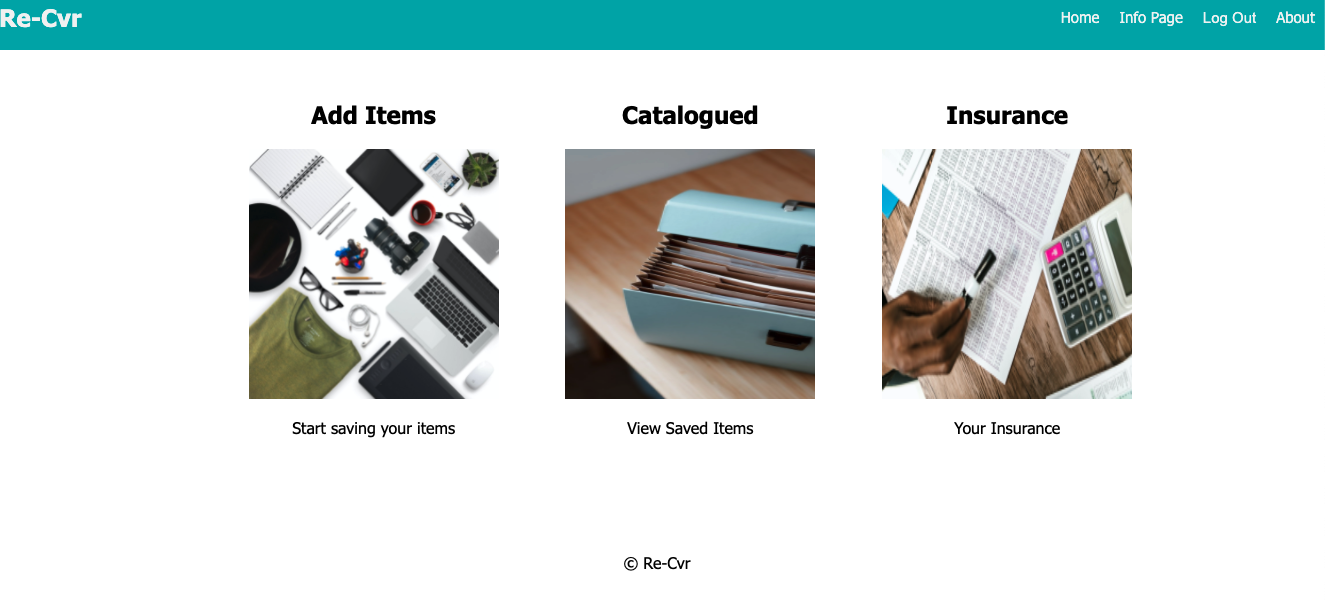 Re-Cvr
Home Info Page Log Out About
Add Items Catalogued Insurance
Start saving your items View Saved Items Your Insurance
© Re-Cvr